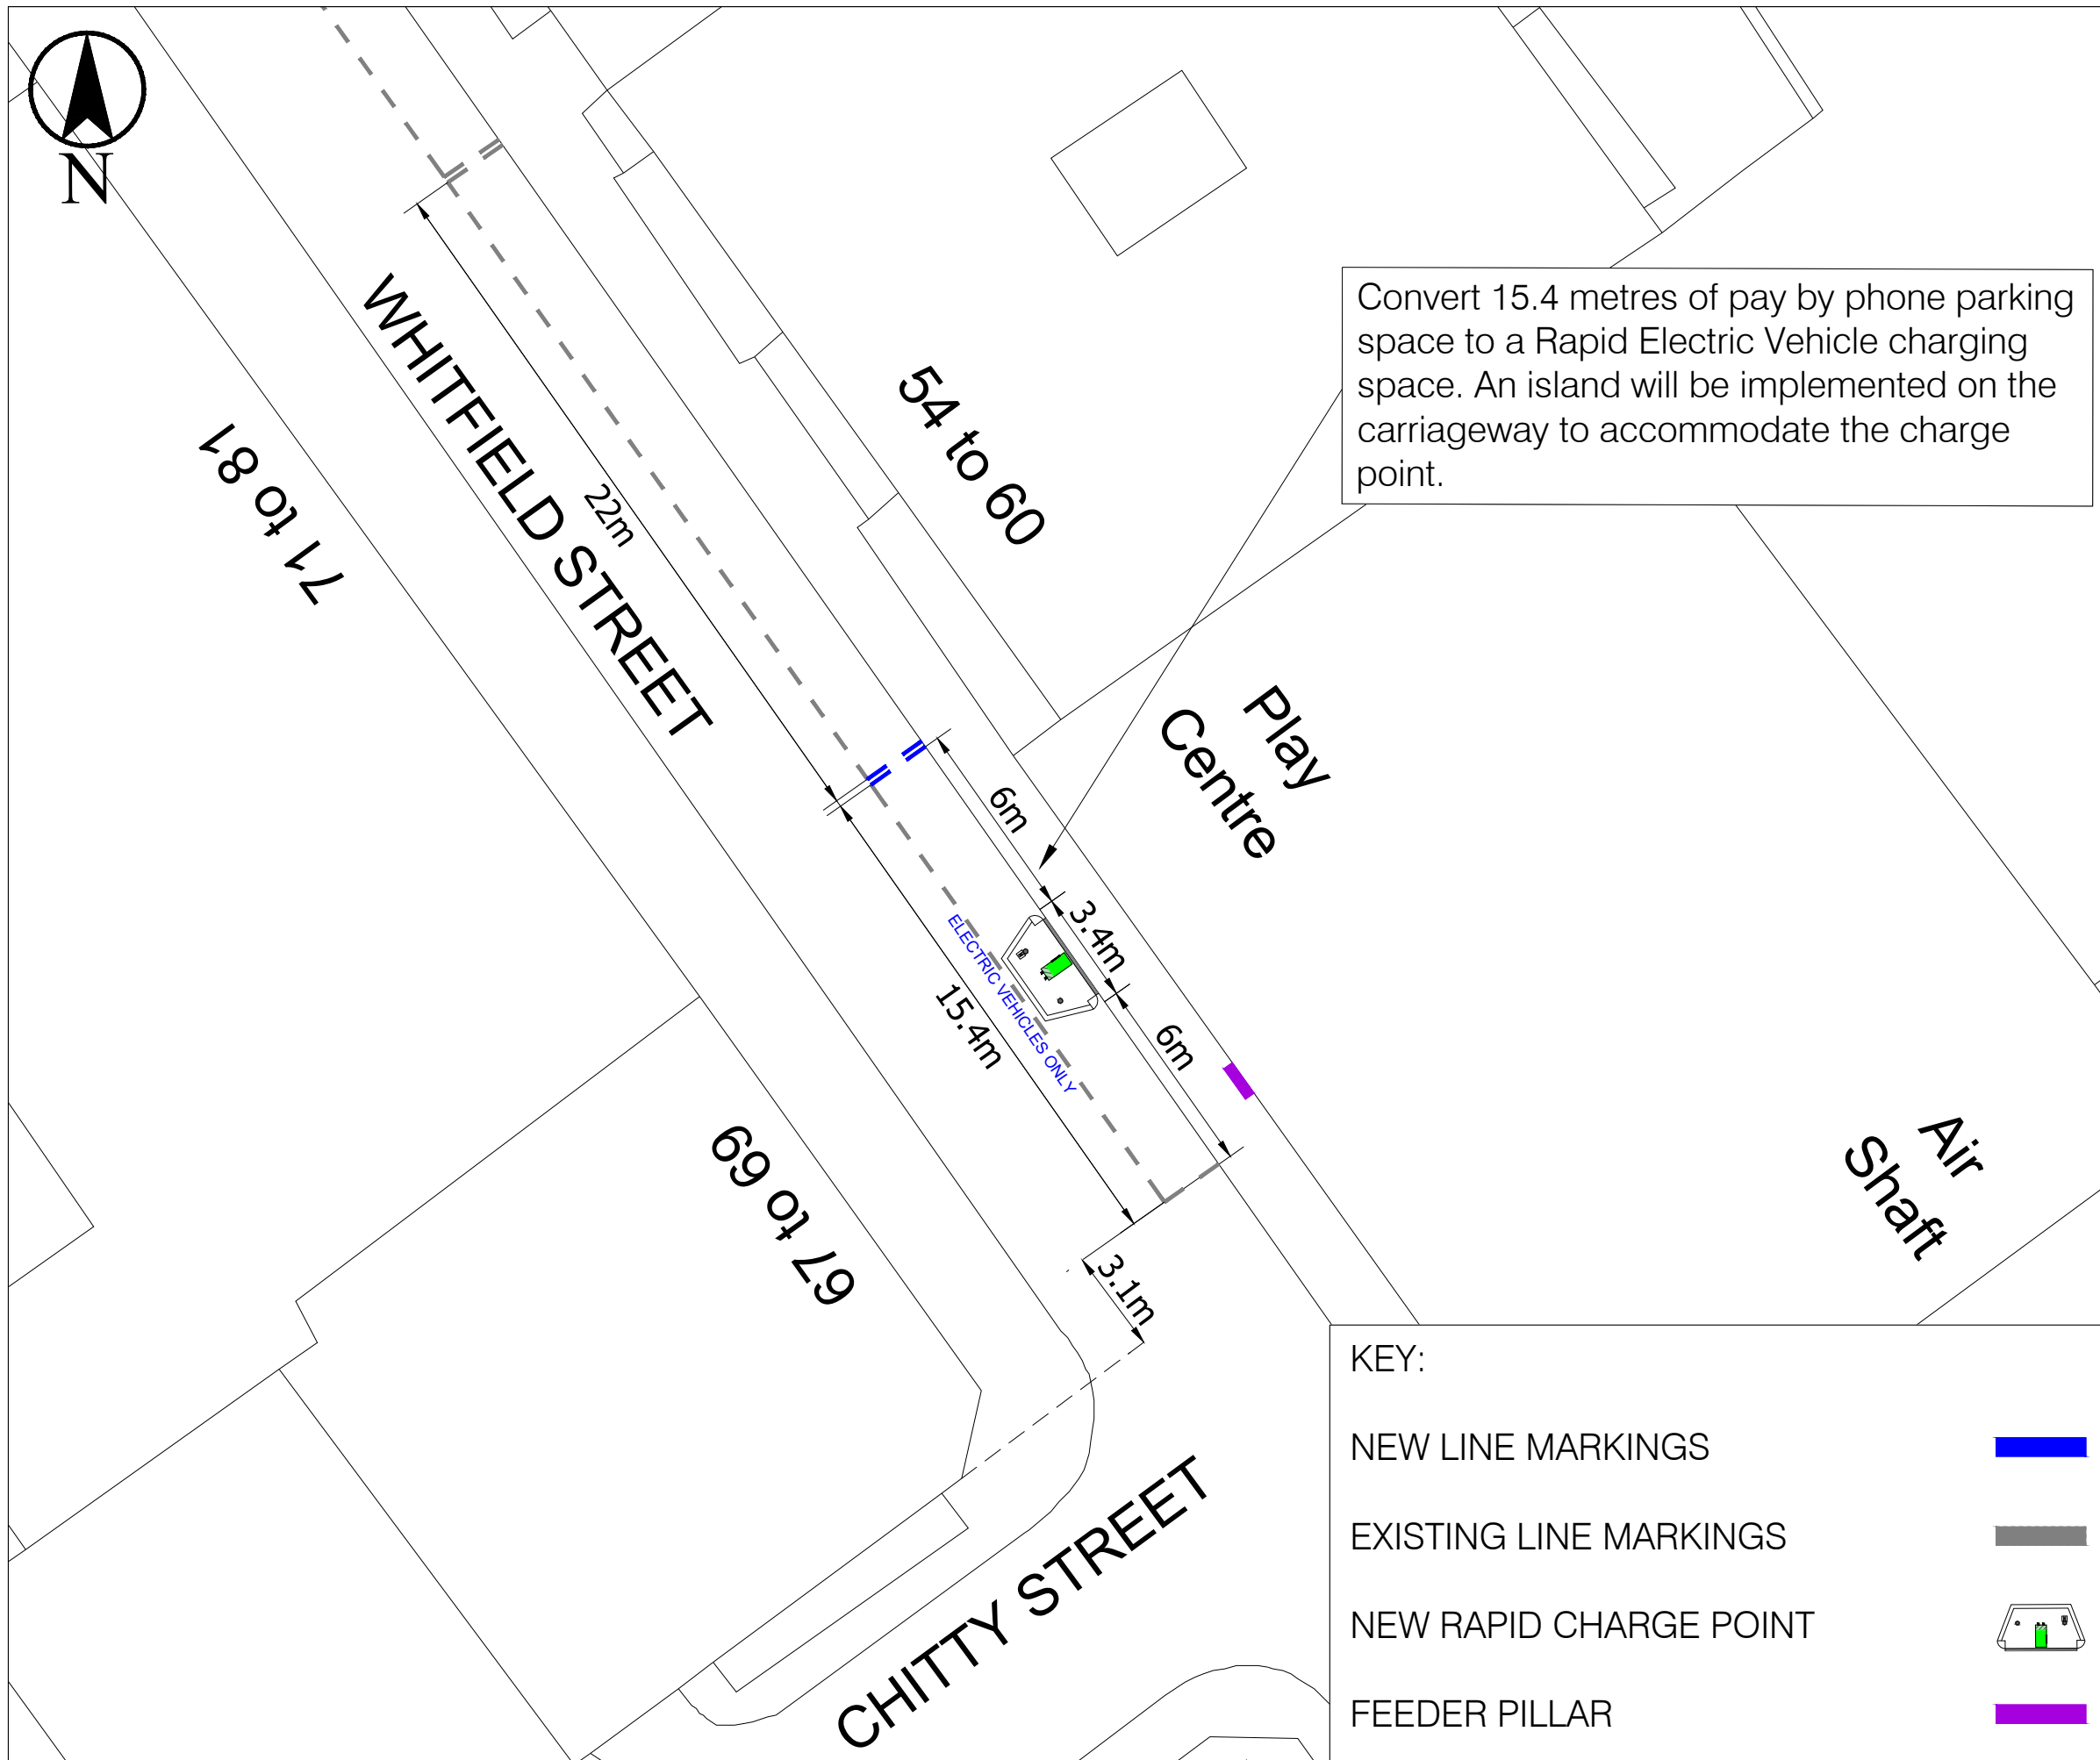 N
Convert 15.4 metres of pay by phone parking
space to a Rapid Electric Vehicle charging
space. An island will be implemented on the
carriageway to accommodate the charge
point.
WHITFIELD STREET
22m
54 to 60
71 to 81
Play
Centre
6m
3.4m
6m
ELECTRIC VEHICLES ONLY
15.4m
67 to 69
3.1m
Air
Shaft
CHITTY STREET
KEY:
NEW LINE MARKINGS
EXISTING LINE MARKINGS
NEW RAPID CHARGE POINT
FEEDER PILLAR